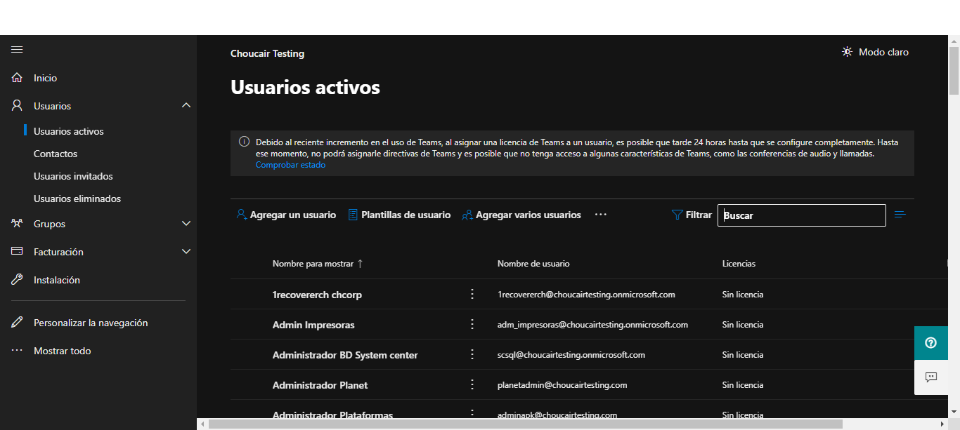 Choucair Testing
Modo claro
Inicio
Usuarios
Usuarios activos
Contactos
Usuarios invitados
Usuarios eliminados
Grupos
Facturación
Instalación
Personalizar la navegación
Mostrar todo
Usuarios activos
Debido al reciente incremento en el uso de Teams, al asignar una licencia de Teams a un usuario, es posible que tarde 24 horas hasta que se configure completamente. Hasta
ese momento, no podrá asignarle directivas de Teams y es posible que no tenga acceso a algunas características de Teams, como las conferencias de audio y llamadas.
Comprobar estado
Agregar un usuario Plantillas de usuario Agregar varios usuarios Filtrar Buscar
Nombre para mostrar ↑ Nombre de usuario Licencias
1recovererch chcorp 1recovererch@choucairtesting.onmicrosoft.com Sin licencia
Admin Impresoras adm_impresoras@choucairtesting.onmicrosoft.com Sin licencia
Administrador BD System center scsql@choucairtesting.onmicrosoft.com Sin licencia
Administrador Planet planetadmin@choucairtesting.com Sin licencia
Administrador Plataformas adminapk@choucairtesting.com Sin licencia